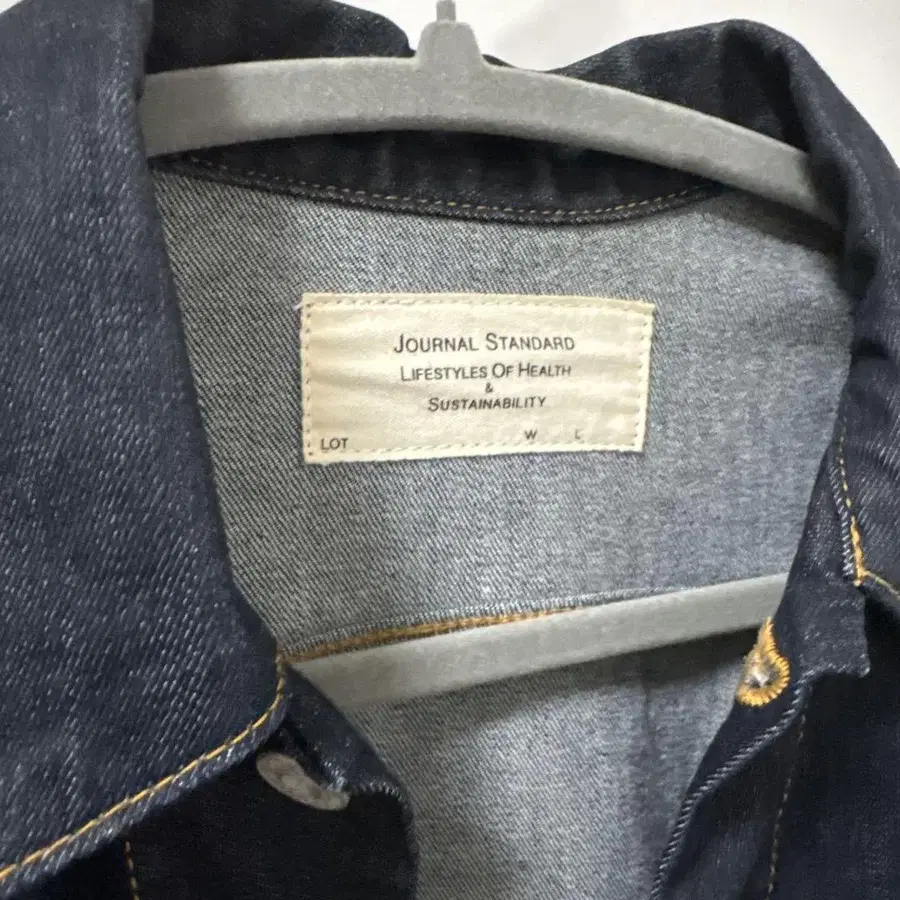 JOURNAL STANDARD
LIFESTYLES OF HEALTH
&
SUSTAINABILITY
LOT W L